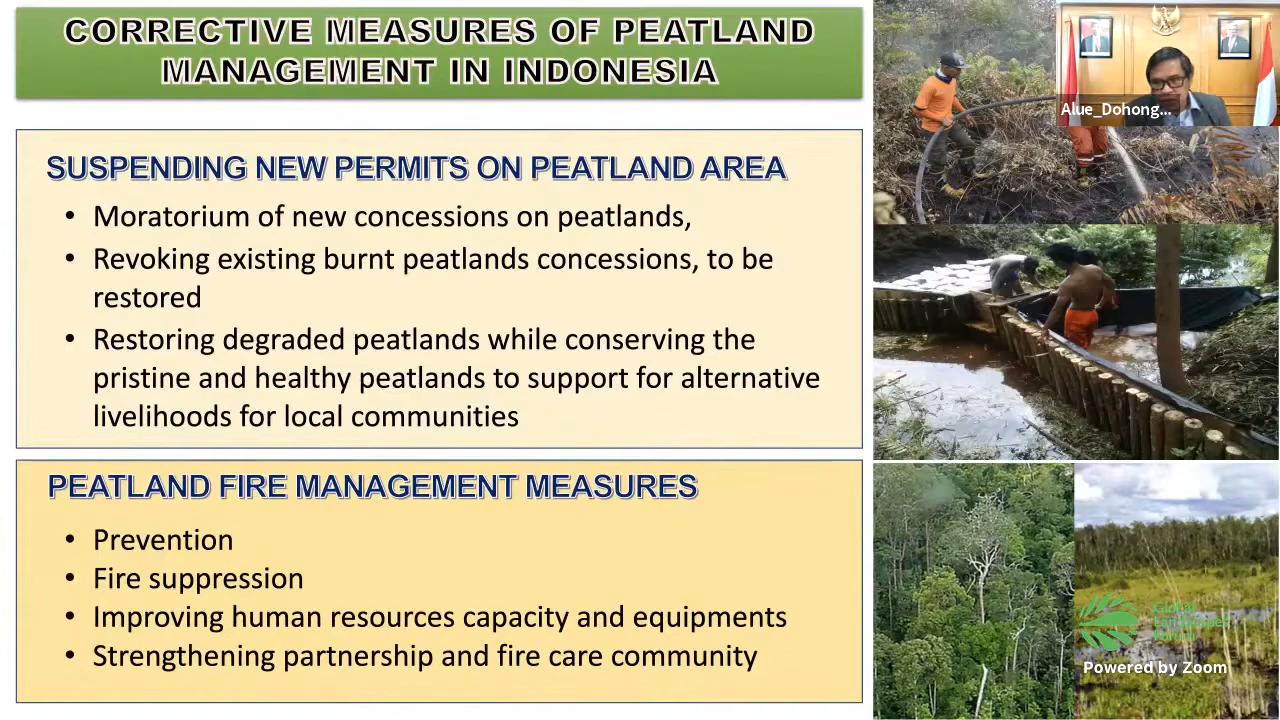 CORRECTIVE MEASURES OF PEATLAND
MANAGEMENT IN INDONESIA
Alue_Dohong...
SUSPENDING NEW PERMITS ON PEATLAND AREA
• Moratorium of new concessions on peatlands,
• Revoking existing burnt peatlands concessions, to be
restored
• Restoring degraded peatlands while conserving the
pristine and healthy peatlands to support for alternative
livelihoods for local communities
PEATLAND FIRE MANAGEMENT MEASURES
• Prevention
• Fire suppression
• Improving human resources capacity and equipments
• Strengthening partnership and fire care community
Global
Landscapes
Forum
Powered by Zoom